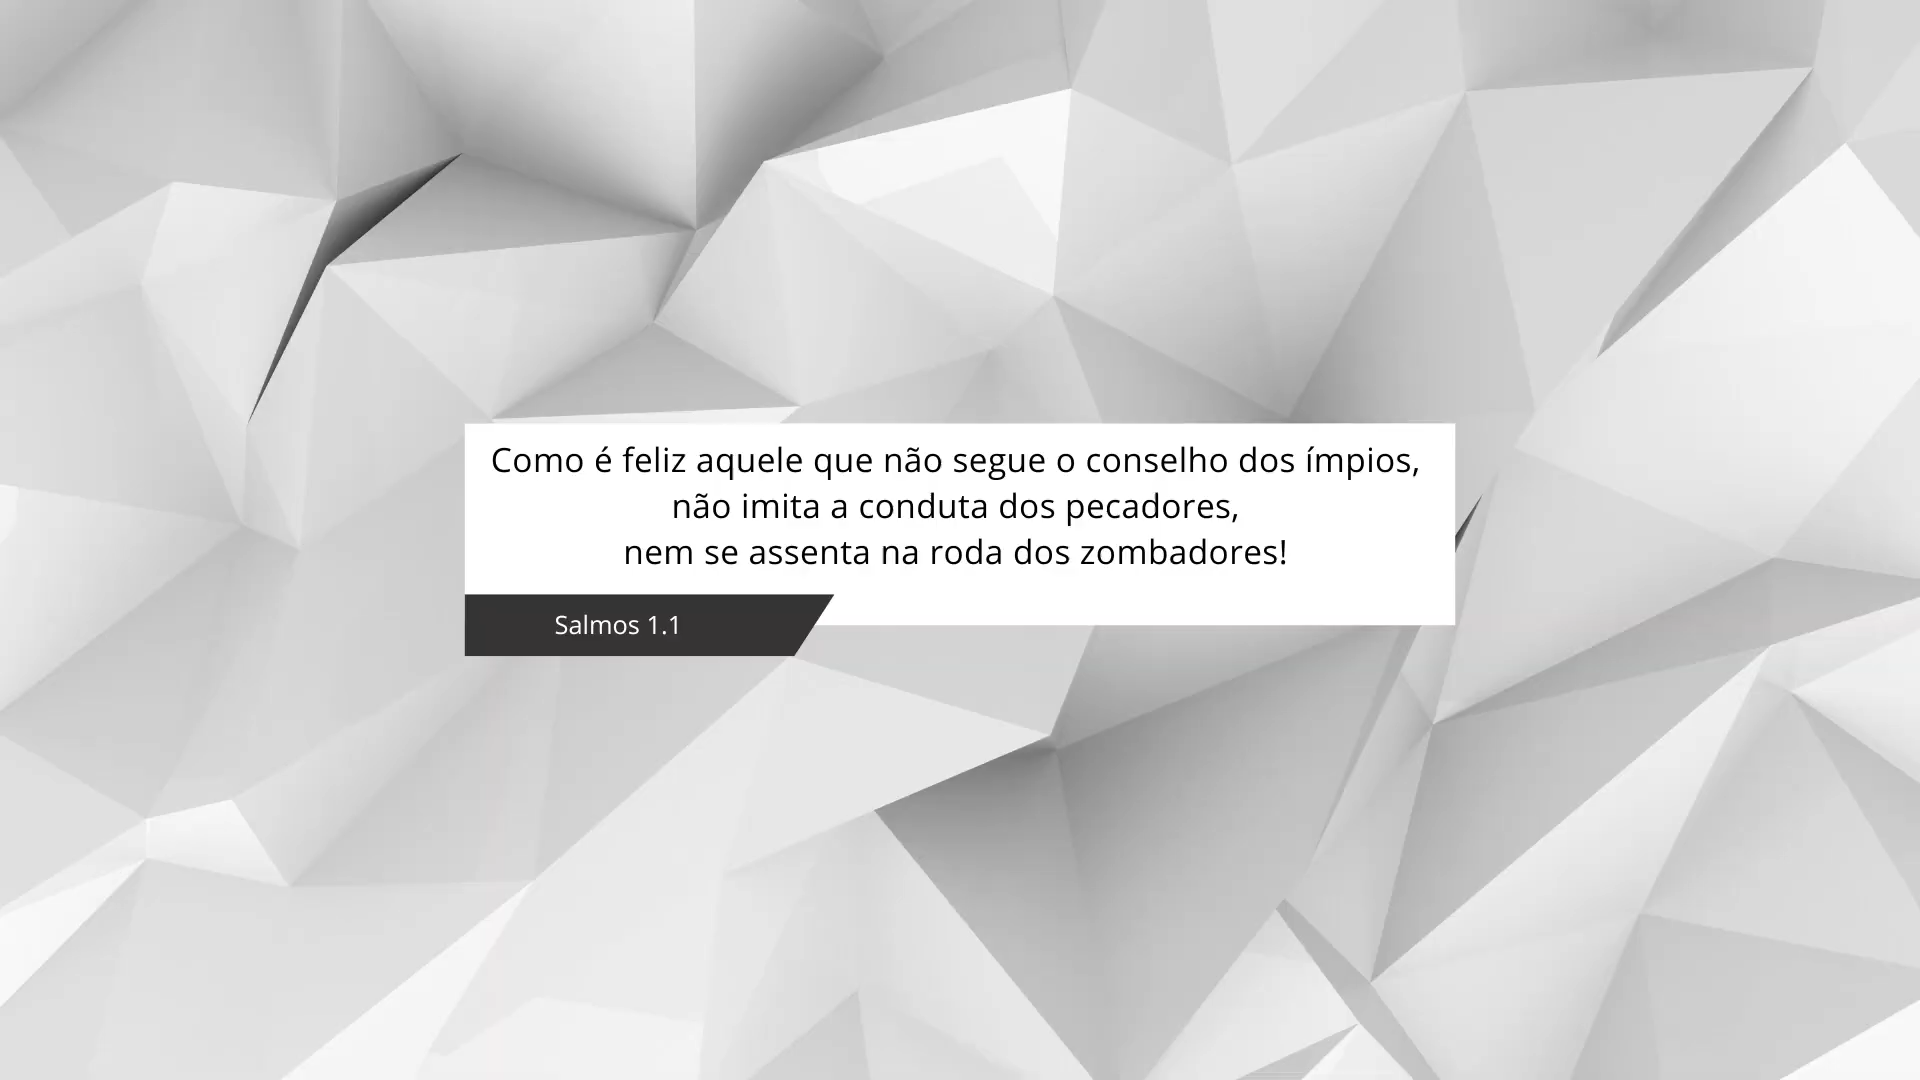 Como é feliz aquele que não segue o conselho dos ímpios,
não imita a conduta dos pecadores,
nem se assenta na roda dos zombadores!
Salmos 1.1